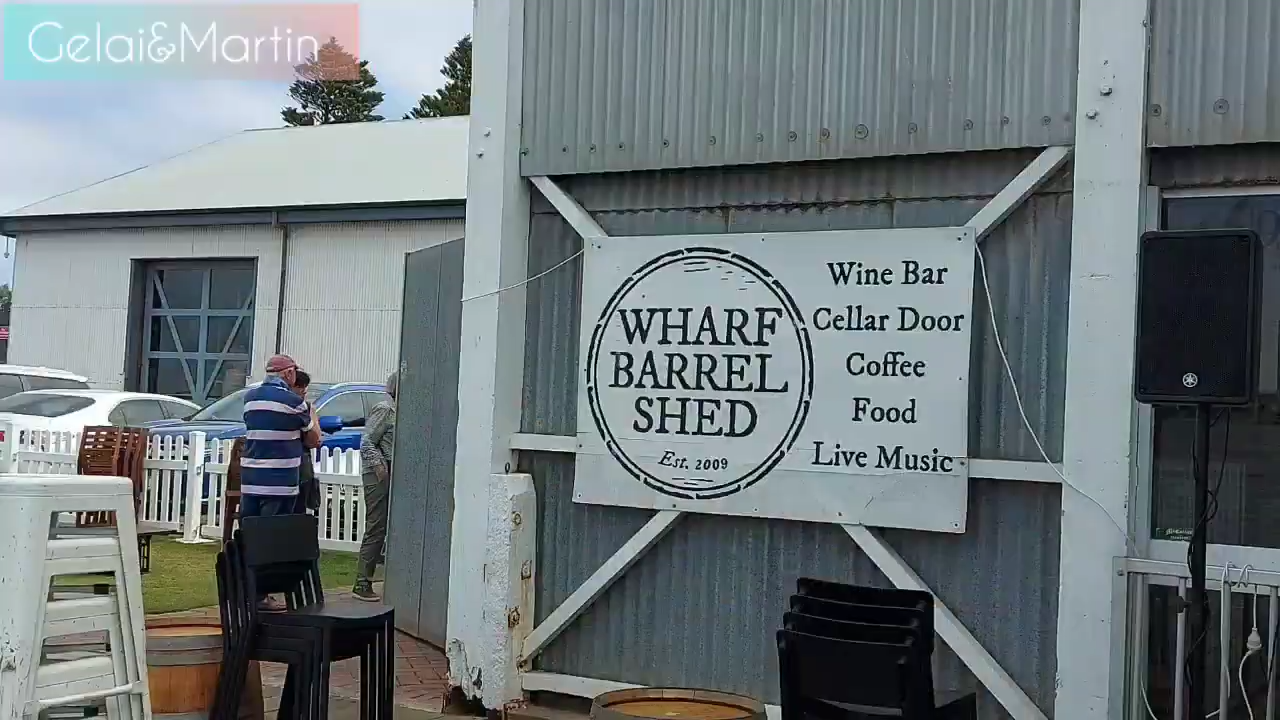 Gelai&Martin
WHARF
BARREL
SHED
Est. 2009
Wine Bar
Cellar Door
Coffee
Food
Live Music